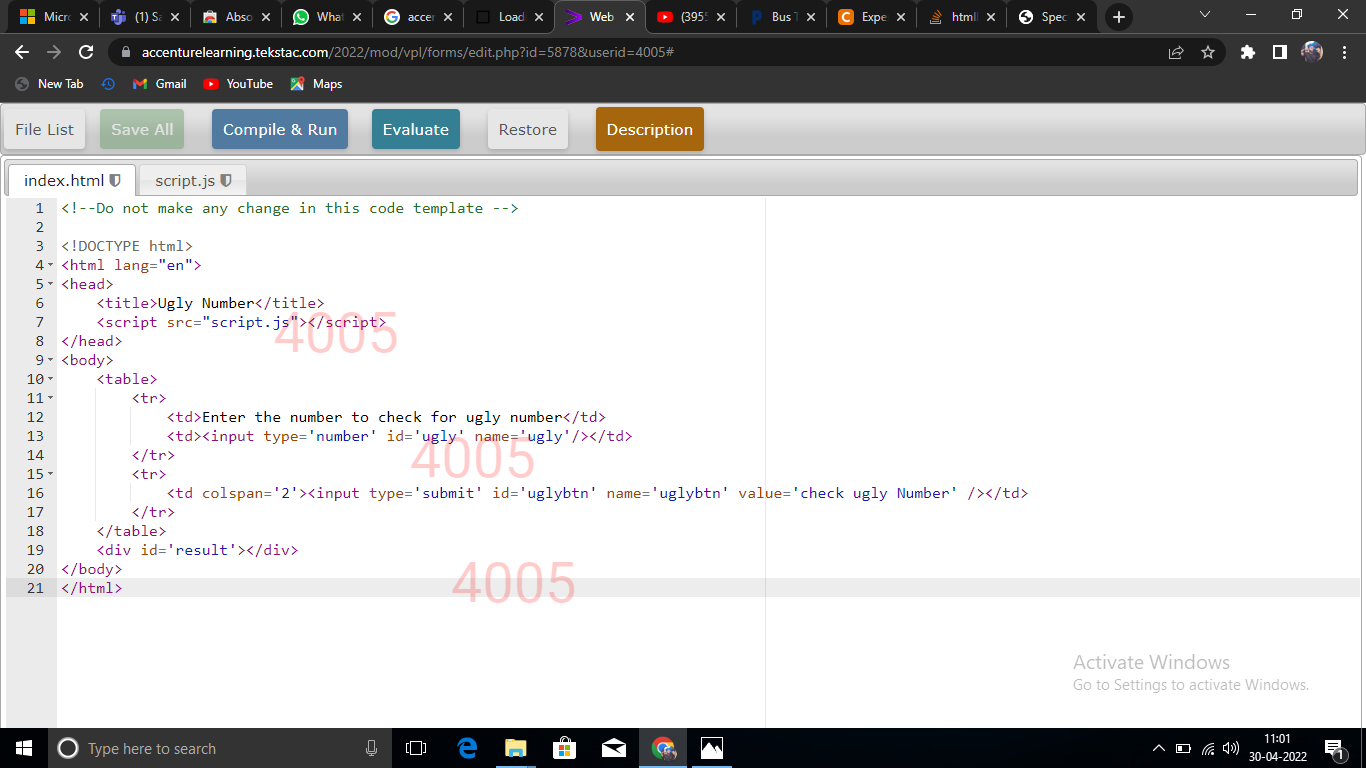 Micro
(1) Sa
Abso
What
accer
Load
Web
(3955
Bus T
Expe
htmll
Spec
accenturelearning.tekstac.com/2022/mod/vpl/forms/edit.php?id=5878&userid=4005#
New Tab
Gmail
YouTube
Maps
File List
Save All
Compile & Run
Evaluate
Restore
Description
index.html
script.js
1 <!--Do not make any change in this code template -->
2
3 <!DOCTYPE html>
4 <html lang="en">
5 <head>
6 <title>Ugly Number</title>
7 <script src="script.js"></script>
8 </head>
9 <body>
10 <table>
11 <tr>
12 <td>Enter the number to check for ugly number</td>
13 <td><input type='number' id='ugly' name='ugly'/></td>
14 </tr>
15 <tr>
16 <td colspan='2'><input type='submit' id='uglybtn' name='uglybtn' value='check ugly Number' /></td>
17 </tr>
18 </table>
19 <div id='result'></div>
20 </body>
21 </html>
4005
4005
4005
Activate Windows
Go to Settings to activate Windows.
Type here to search
11:01
30-04-2022
1